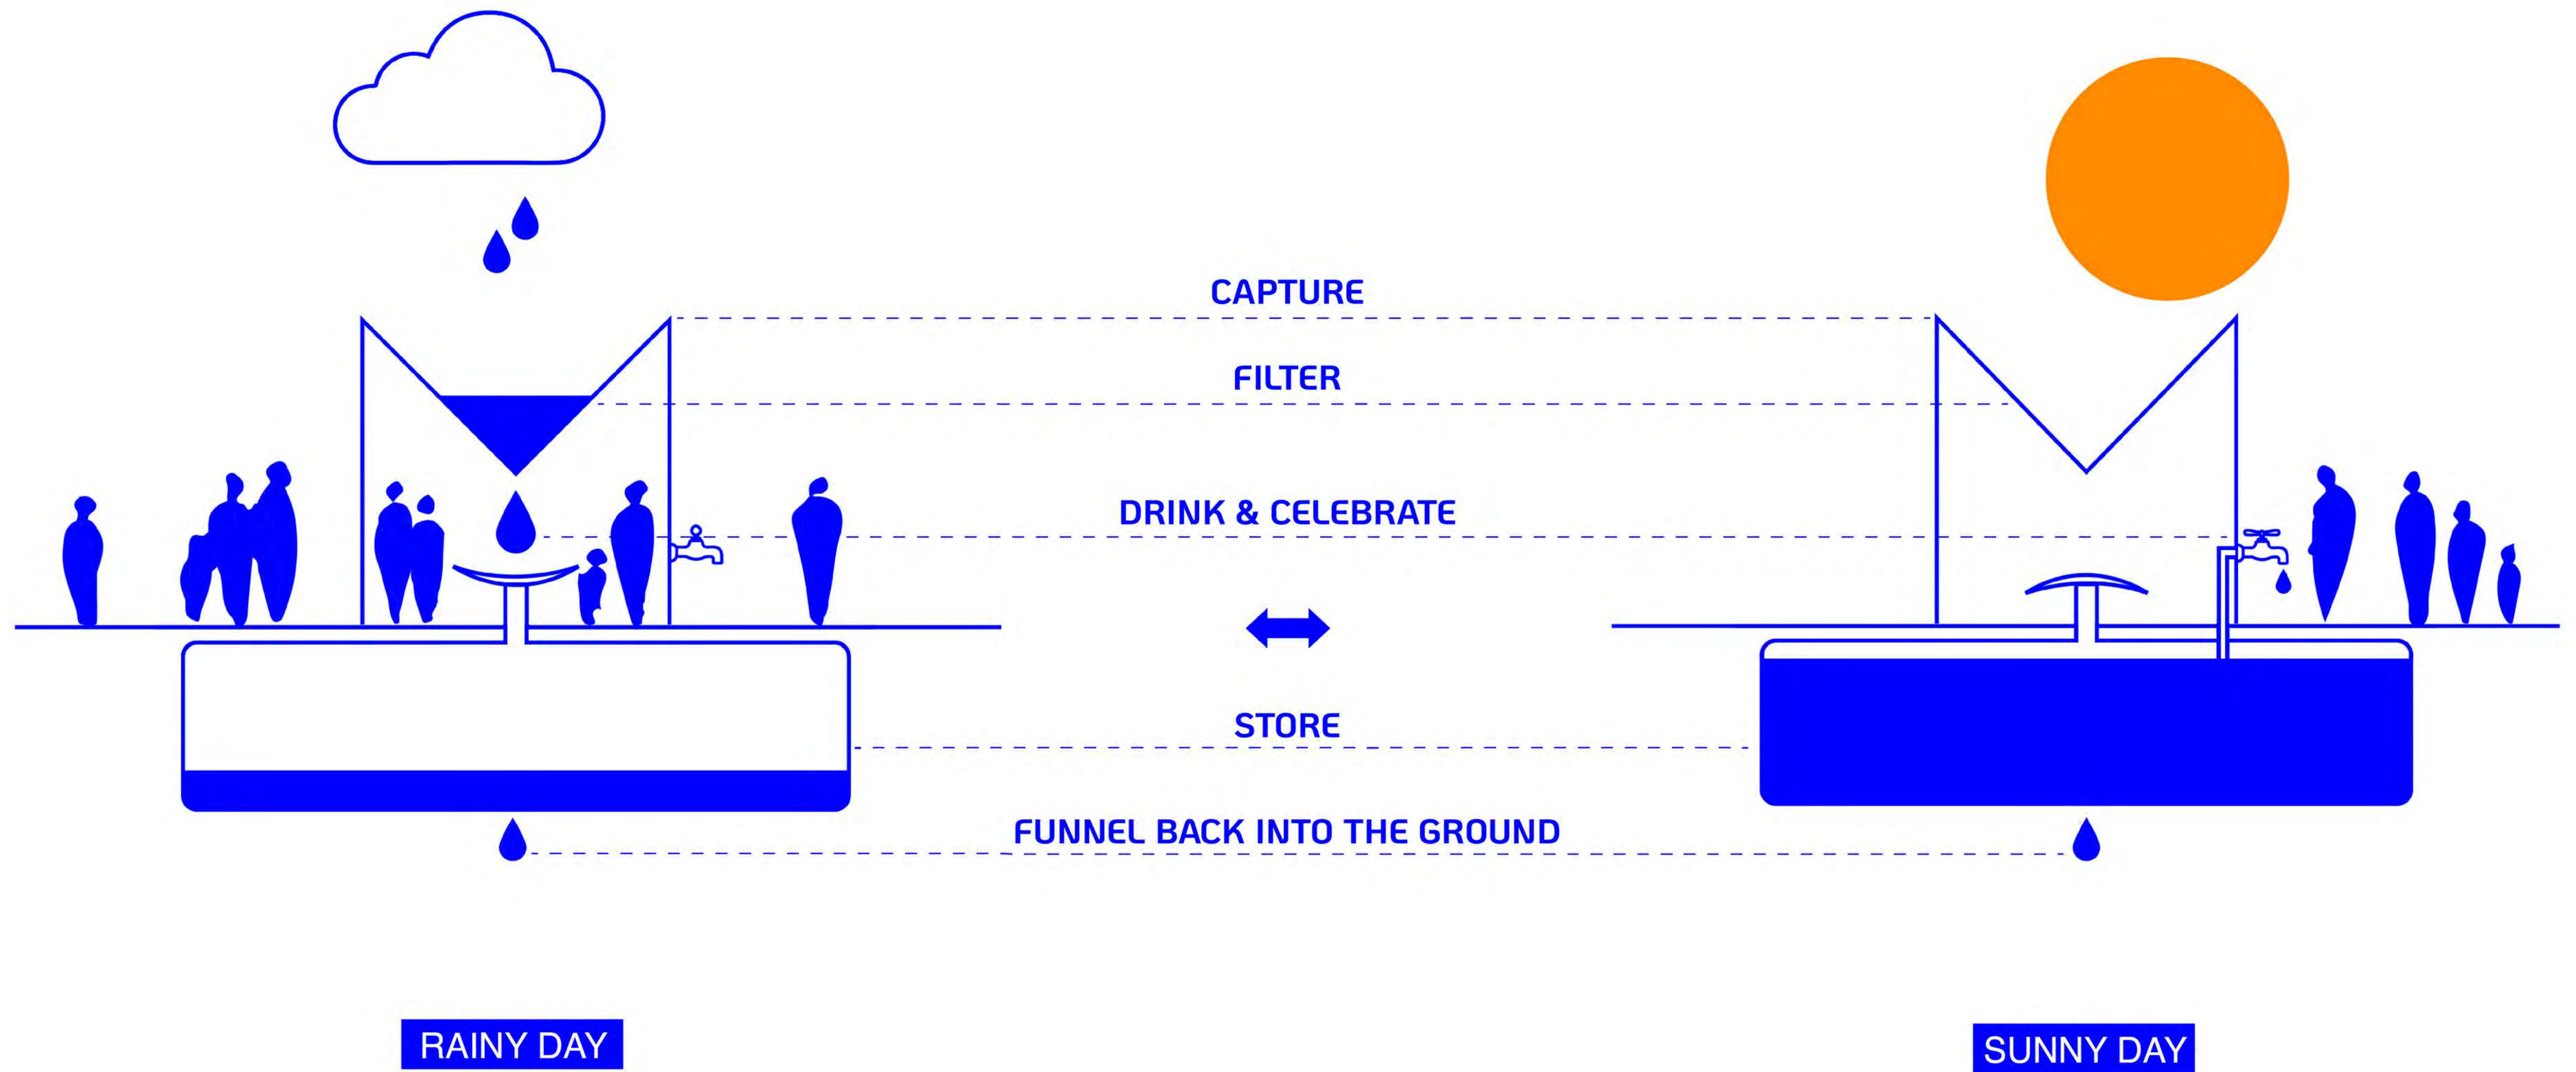 CAPTURE
FILTER
DRINK & CELEBRATE
STORE
FUNNEL BACK INTO THE GROUND
RAINY DAY
SUNNY DAY